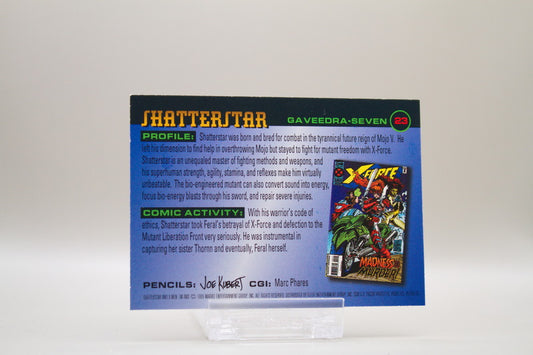 SHATTERSTAR
GAVEEDRA-SEVEN 23
PROFILE: Shatterstar was born and bred for combat in the tyrannical future reign of Mojo V. He
left his dimension to find help in overthrowing Mojo but stayed to fight for mutant freedom with X-Force.
Shatterstar is an unequaled master of fighting methods and weapons, and
his superhuman strength, agility, stamina, and reflexes make him virtually
unbeatable. The bio-engineered mutant can also convert sound into energy,
focus bio-energy blasts through his sword, and repair severe injuries.
COMIC ACTIVITY: With his warrior's code of
ethics, Shatterstar took Feral's betrayal of X-Force and defection to the
Mutant Liberation Front very seriously. He was instrumental in
capturing her sister Thornn and eventually, Feral herself.
X-FORCE
MADNESS
MURDER!
PENCILS: JOE KUBERT CGI: Marc Phares